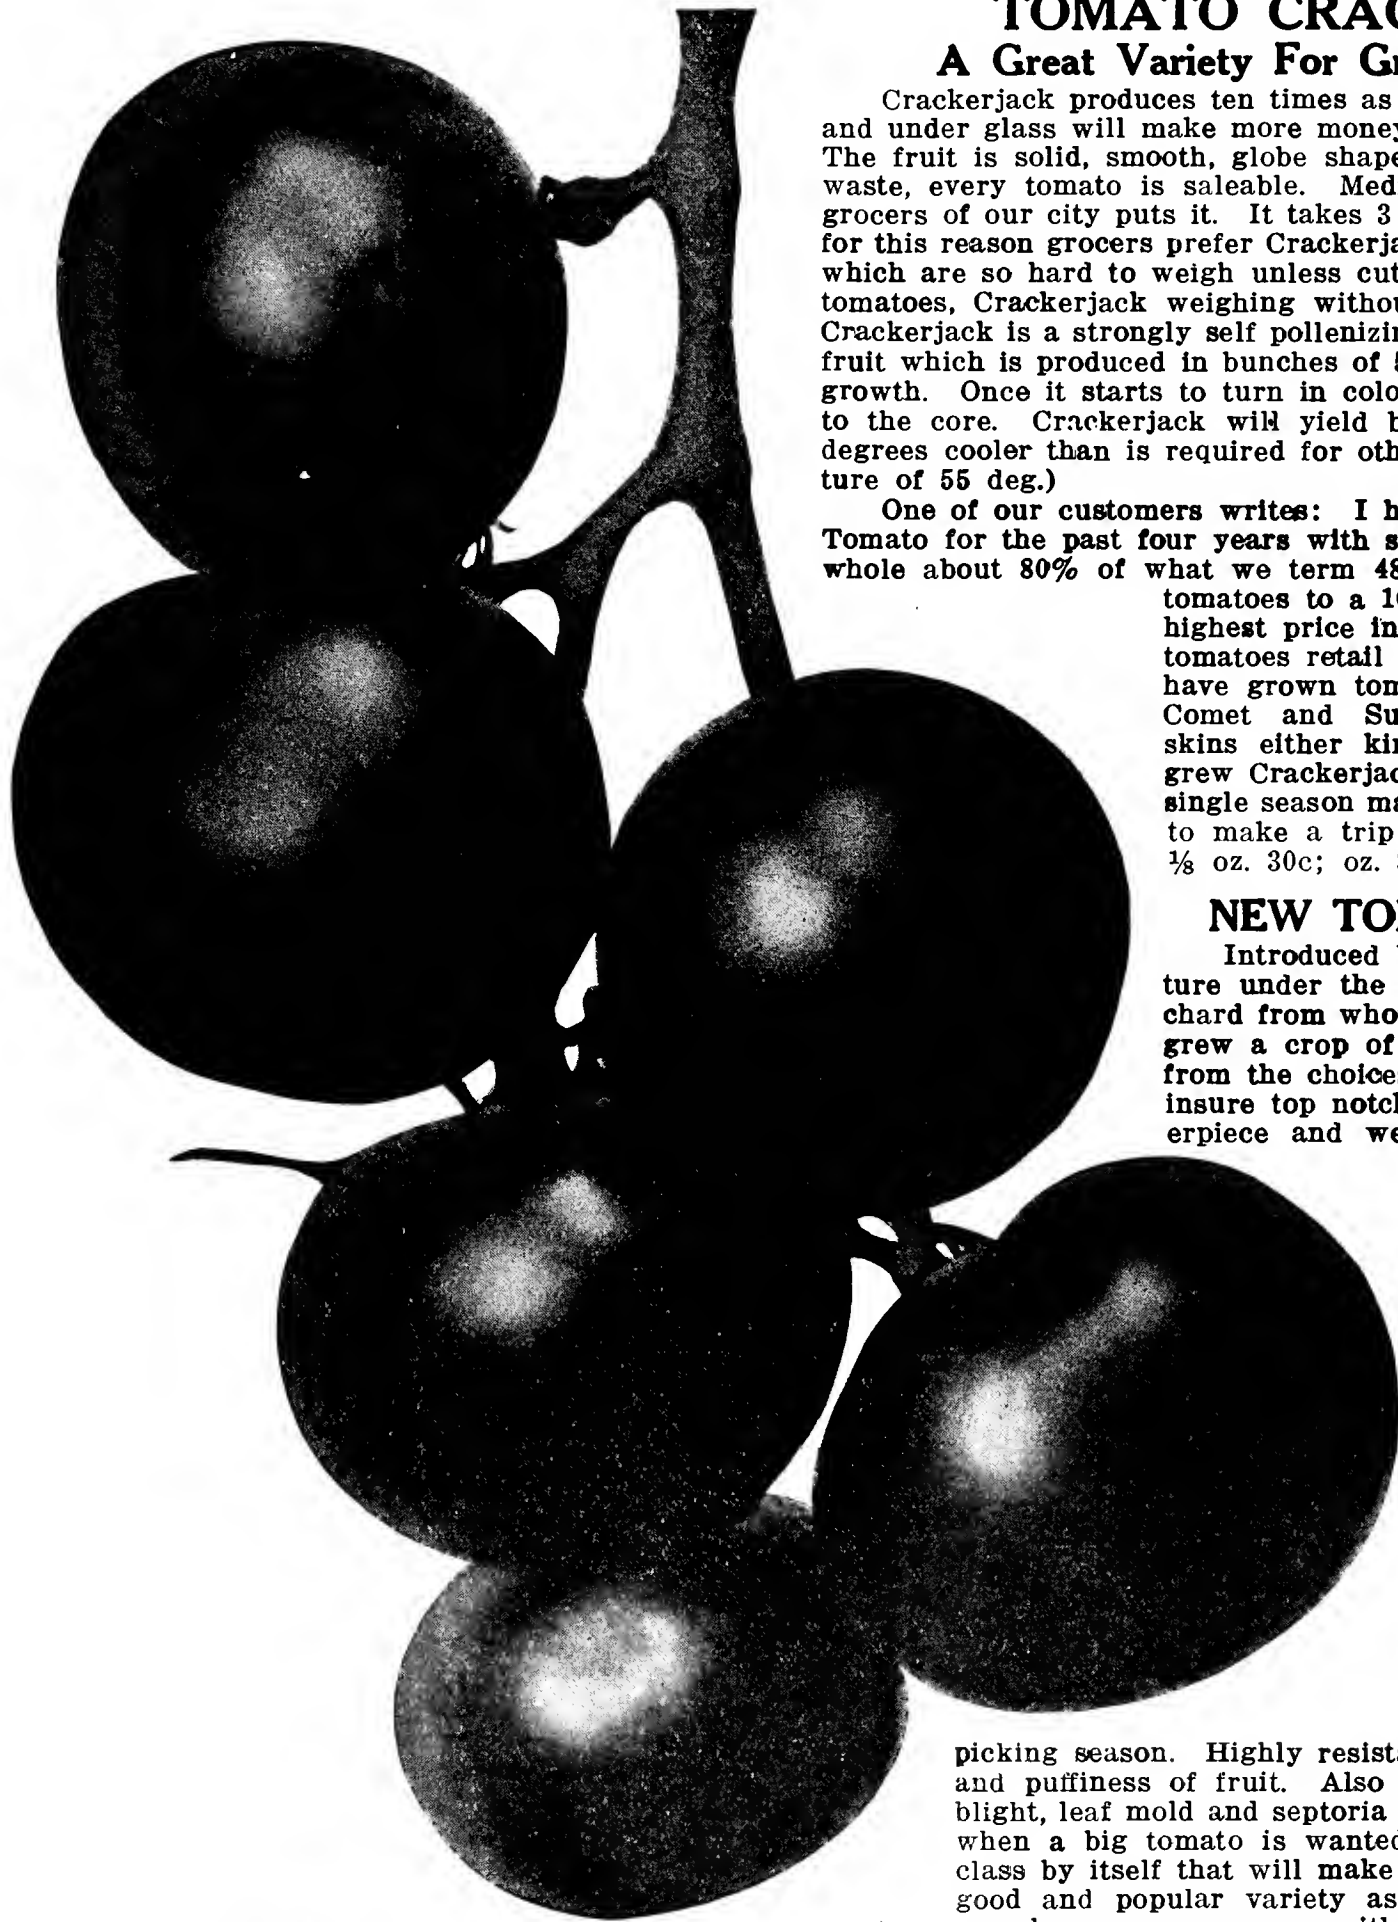 TOMATO CRAC
A Great Variety For Gr
Crackerjack produces ten times as
and under glass will make more money
The fruit is solid, smooth, globe shape
waste, every tomato is saleable. Med
grocers of our city puts it. It takes 3
for this reason grocers prefer Crackerja
which are so hard to weigh unless cut
tomatoes, Crackerjack weighing withou
Crackerjack is a strongly self pollenizin
fruit which is produced in bunches of
growth. Once it starts to turn in colo
to the core. Crackerjack will yield b
degrees cooler than is required for oth
ture of 55 deg.)
One of our customers writes: I h
Tomato for the past four years with s
whole about 80% of what we term 48
tomatoes to a 1
highest price in
tomatoes retail
have grown tom
Comet and Su
skins either kin
grew Crackerjac
single season ma
to make a trip
⅛ oz. 30c; oz.
NEW TO
Introduced
ture under the
chard from who
grew a crop of
from the choice
insure top notch
erpiece and we
picking season. Highly resist
and puffiness of fruit. Also
blight, leaf mold and septoria
when a big tomato is wanted
class by itself that will make
good and popular variety as